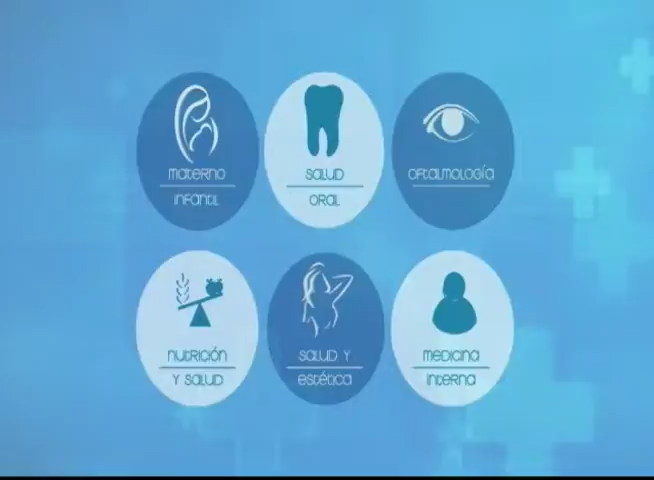 materno
infantil
salud
oral
oftalmología
nutrición
y salud
salud y
estética
medicina
interna